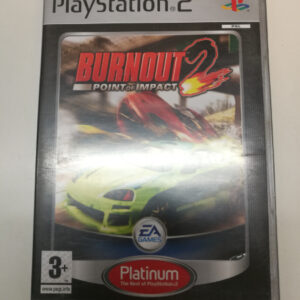 PlayStation 2
PAL
BURNOUT 2
POINT OF IMPACT
EA
GAMES
3+
www.pegi.info
Platinum
The Best of PlayStation 2